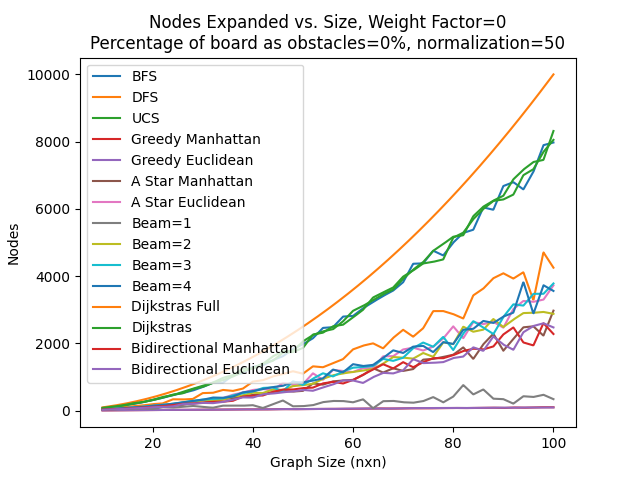 Nodes Expanded vs. Size, Weight Factor=0
Percentage of board as obstacles=0%, normalization=50
10000
8000
6000
4000
2000
0
Nodes
BFS
DFS
UCS
Greedy Manhattan
Greedy Euclidean
A Star Manhattan
A Star Euclidean
Beam=1
Beam=2
Beam=3
Beam=4
Dijkstras Full
Dijkstras
Bidirectional Manhattan
Bidirectional Euclidean
20 40 60 80 100
Graph Size (nxn)